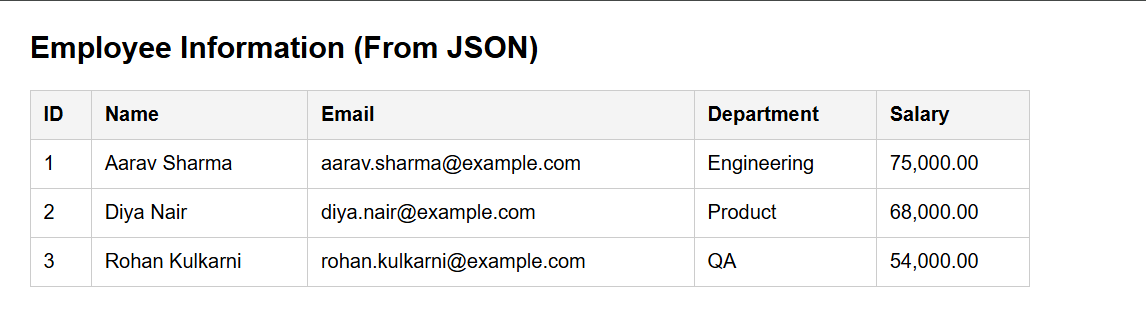 Employee Information (From JSON)
ID Name Email Department Salary
1 Aarav Sharma aarav.sharma@example.com Engineering 75,000.00
2 Diya Nair diya.nair@example.com Product 68,000.00
3 Rohan Kulkarni rohan.kulkarni@example.com QA 54,000.00